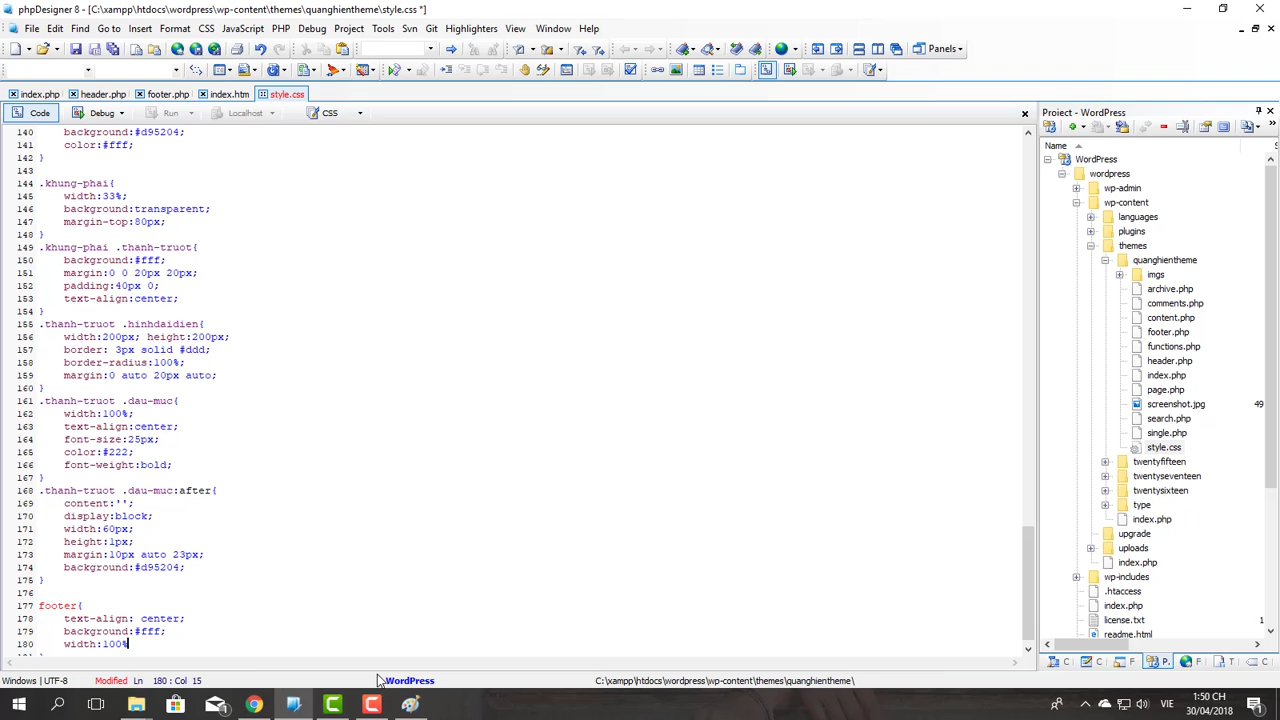 phpDesigner 8 - [C:\xampp\htdocs\wordpress\wp-content\themes\quanghientheme\style.css *]
File Edit Find Go to Insert Format CSS JavaScript PHP Debug Project Tools Svn Git Highlighters View Window Help
Panels
index.php header.php footer.php index.htm style.css
Code Debug Run Localhost CSS
140 background:#d95204;
141 color:#fff;
142 }
143
144 .khung-phai{
145 width:33%;
146 background:transparent;
147 margin-top:80px;
148 }
149 .khung-phai .thanh-truot{
150 background:#fff;
151 margin:0 0 20px 20px;
152 padding:40px 0;
153 text-align:center;
154 }
155 .thanh-truot .hinhdaidien{
156 width:200px; height:200px;
157 border: 3px solid #ddd;
158 border-radius:100%;
159 margin:0 auto 20px auto;
160 }
161 .thanh-truot .dau-muc{
162 width:100%;
163 text-align:center;
164 font-size:25px;
165 color:#222;
166 font-weight:bold;
167 }
168 .thanh-truot .dau-muc:after{
169 content:'';
170 display:block;
171 width:60px;
172 height:1px;
173 margin:10px auto 23px;
174 background:#d95204;
175 }
176
177 footer{
178 text-align: center;
179 background:#fff;
180 width:100%
Project - WordPress
Name S
WordPress
wordpress
wp-admin
wp-content
languages
plugins
themes
quanghientheme
imgs
archive.php
comments.php
content.php
footer.php
functions.php
header.php
index.php
page.php
screenshot.jpg 49
search.php
single.php
style.css
twentyfifteen
twentyseventeen
twentysixteen
type
index.php
upgrade
uploads
index.php
wp-includes
.htaccess
index.php
license.txt 1
readme.html
C C F P. F T C
Windows | UTF-8 Modified Ln 180 : Col 15 WordPress C:\xampp\htdocs\wordpress\wp-content\themes\quanghientheme\
VIE
1:50 CH
30/04/2018